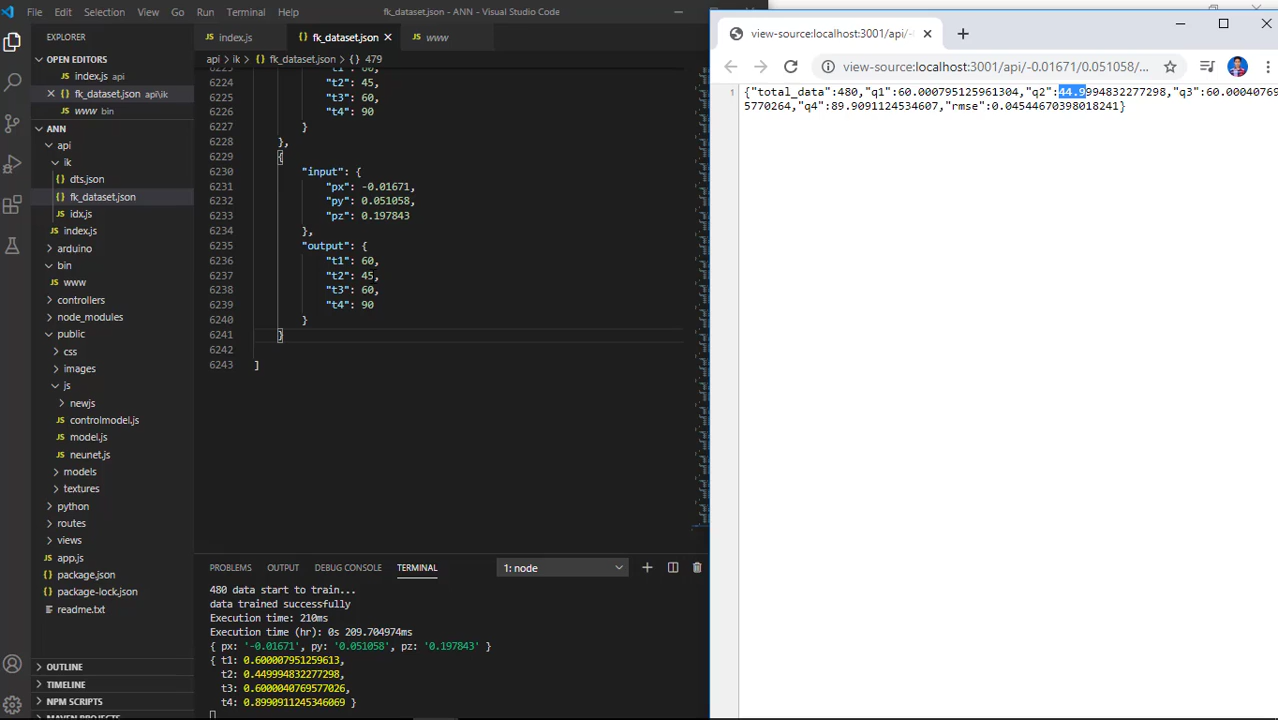 File Edit Selection View Go Run Terminal Help fk_dataset.json - ANN - Visual Studio Code
EXPLORER
OPEN EDITORS
index.js api
fk_dataset.json api\ik
www bin
ANN
api
ik
dts.json
fk_dataset.json
idx.js
index.js
arduino
bin
www
controllers
node_modules
public
css
images
js
newjs
controlmodel.js
model.js
neunet.js
models
textures
python
routes
views
app.js
package.json
package-lock.json
readme.txt
OUTLINE
TIMELINE
NPM SCRIPTS
index.js fk_dataset.json www
api > ik > fk_dataset.json > {} 479
6224 "t2": 45,
6225 "t3": 60,
6226 "t4": 90
6227 }
6228 },
6229 {
6230 "input": {
6231 "px": -0.01671,
6232 "py": 0.051058,
6233 "pz": 0.197843
6234 },
6235 "output": {
6236 "t1": 60,
6237 "t2": 45,
6238 "t3": 60,
6239 "t4": 90
6240 }
6241 }
6242
6243 ]
PROBLEMS OUTPUT DEBUG CONSOLE TERMINAL 1: node
480 data start to train...
data trained successfully
Execution time: 210ms
Execution time (hr): 0s 209.704974ms
{ px: '-0.01671', py: '0.051058', pz: '0.197843' }
{ t1: 0.600007951259613,
t2: 0.449994832277298,
t3: 0.6000040769577026,
t4: 0.8990911245346069 }
view-source:localhost:3001/api/-
view-source:localhost:3001/api/-0.01671/0.051058/...
1 {"total_data":480,"q1":60.000795125961304,"q2":44.9994832277298,"q3":60.00040769
5770264,"q4":89.9091124534607,"rmse":0.04544670398018241}